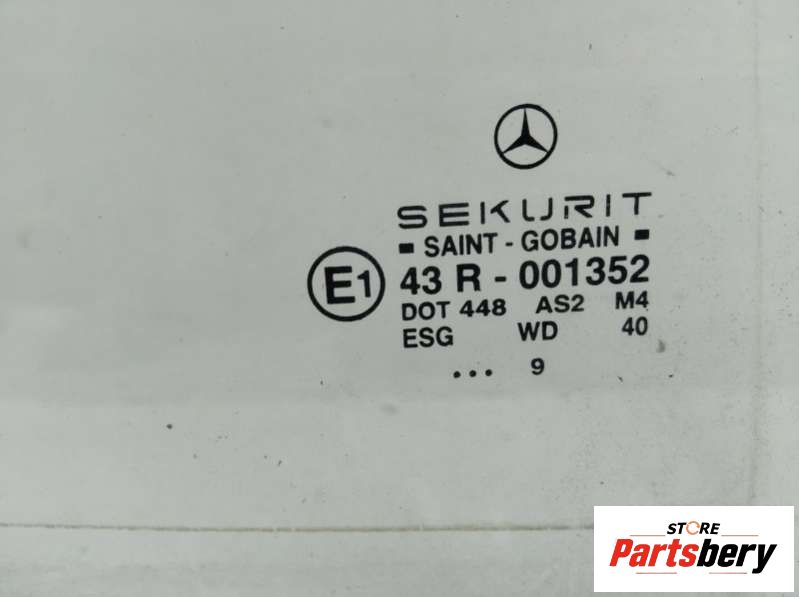 SEKURIT
SAINT - GOBAIN
E1
43 R - 001352
DOT 448 AS2 M4
ESG WD 40
... 9
STORE
Partsbery